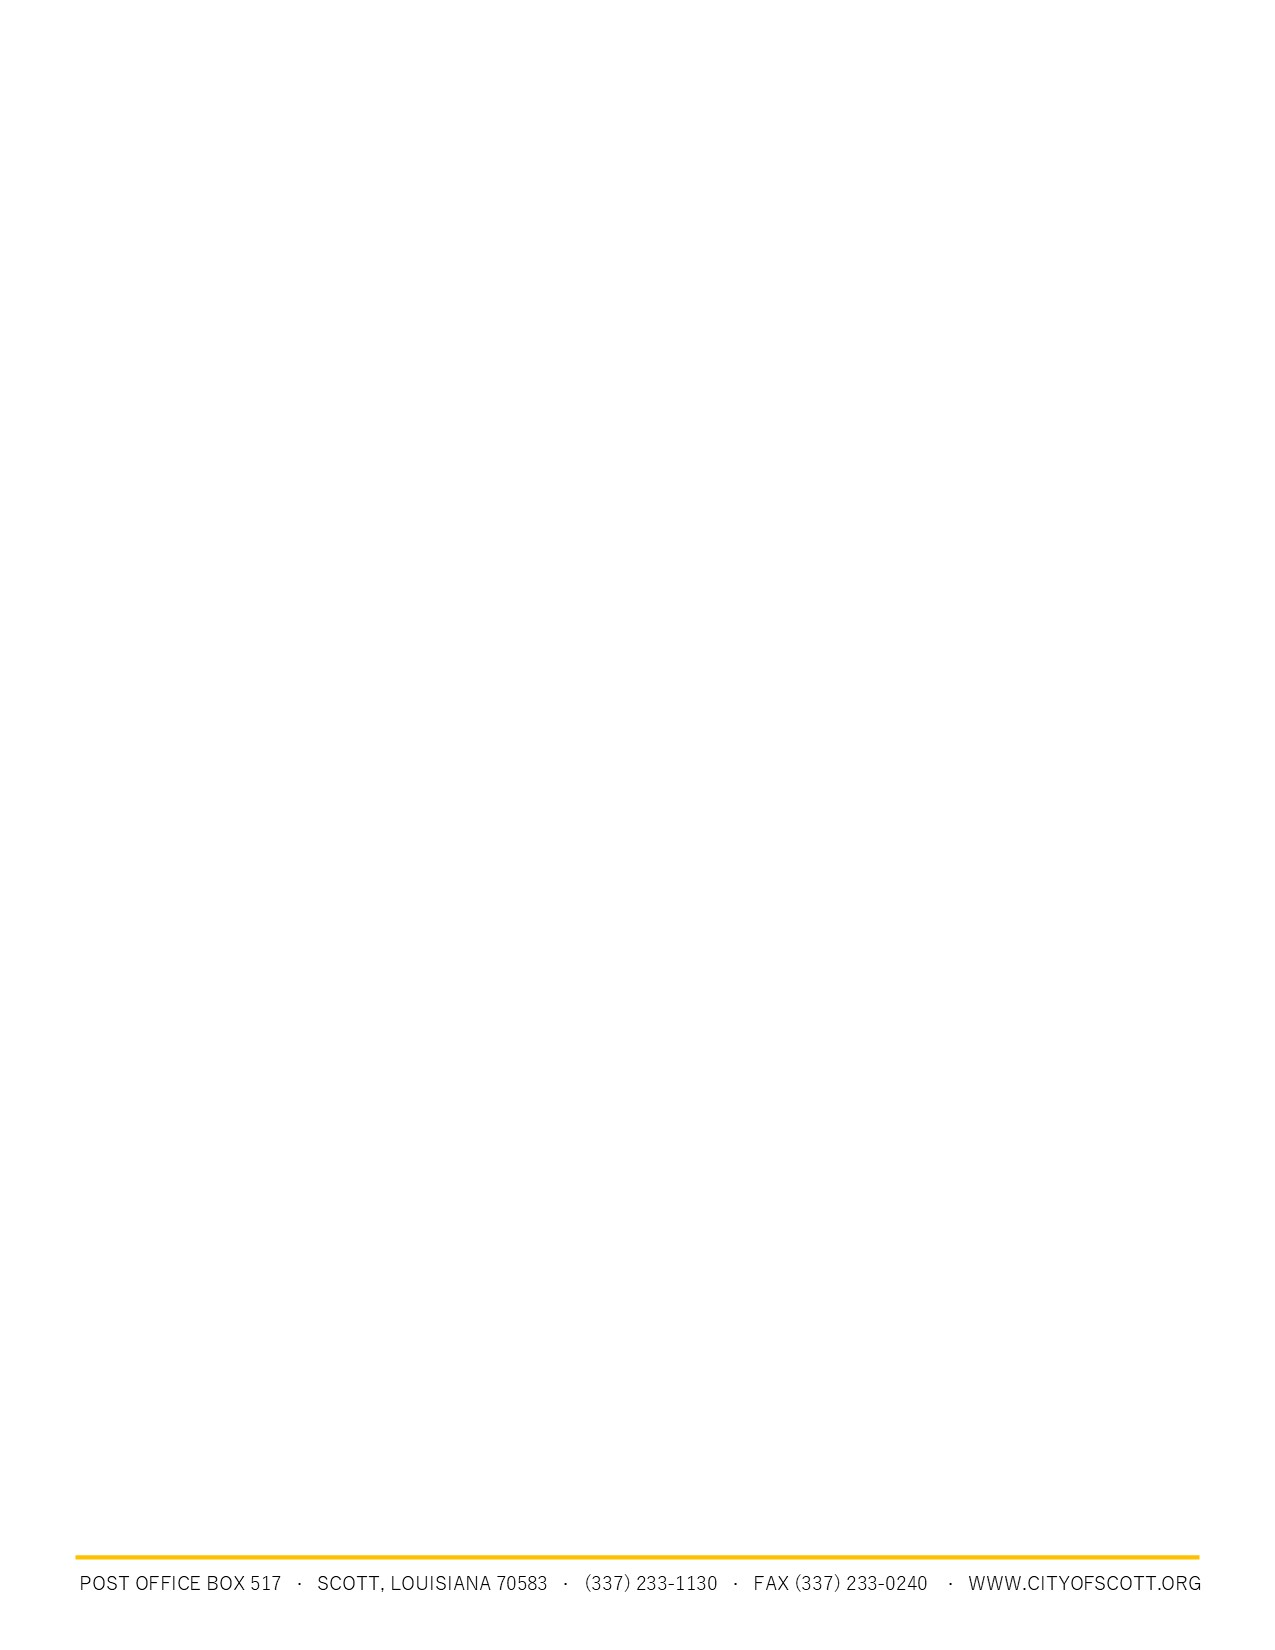 POST OFFICE BOX 517 · SCOTT, LOUISIANA 70583 · (337) 233-1130 · FAX (337) 233-0240 · WWW.CITYOFSCOTT.ORG